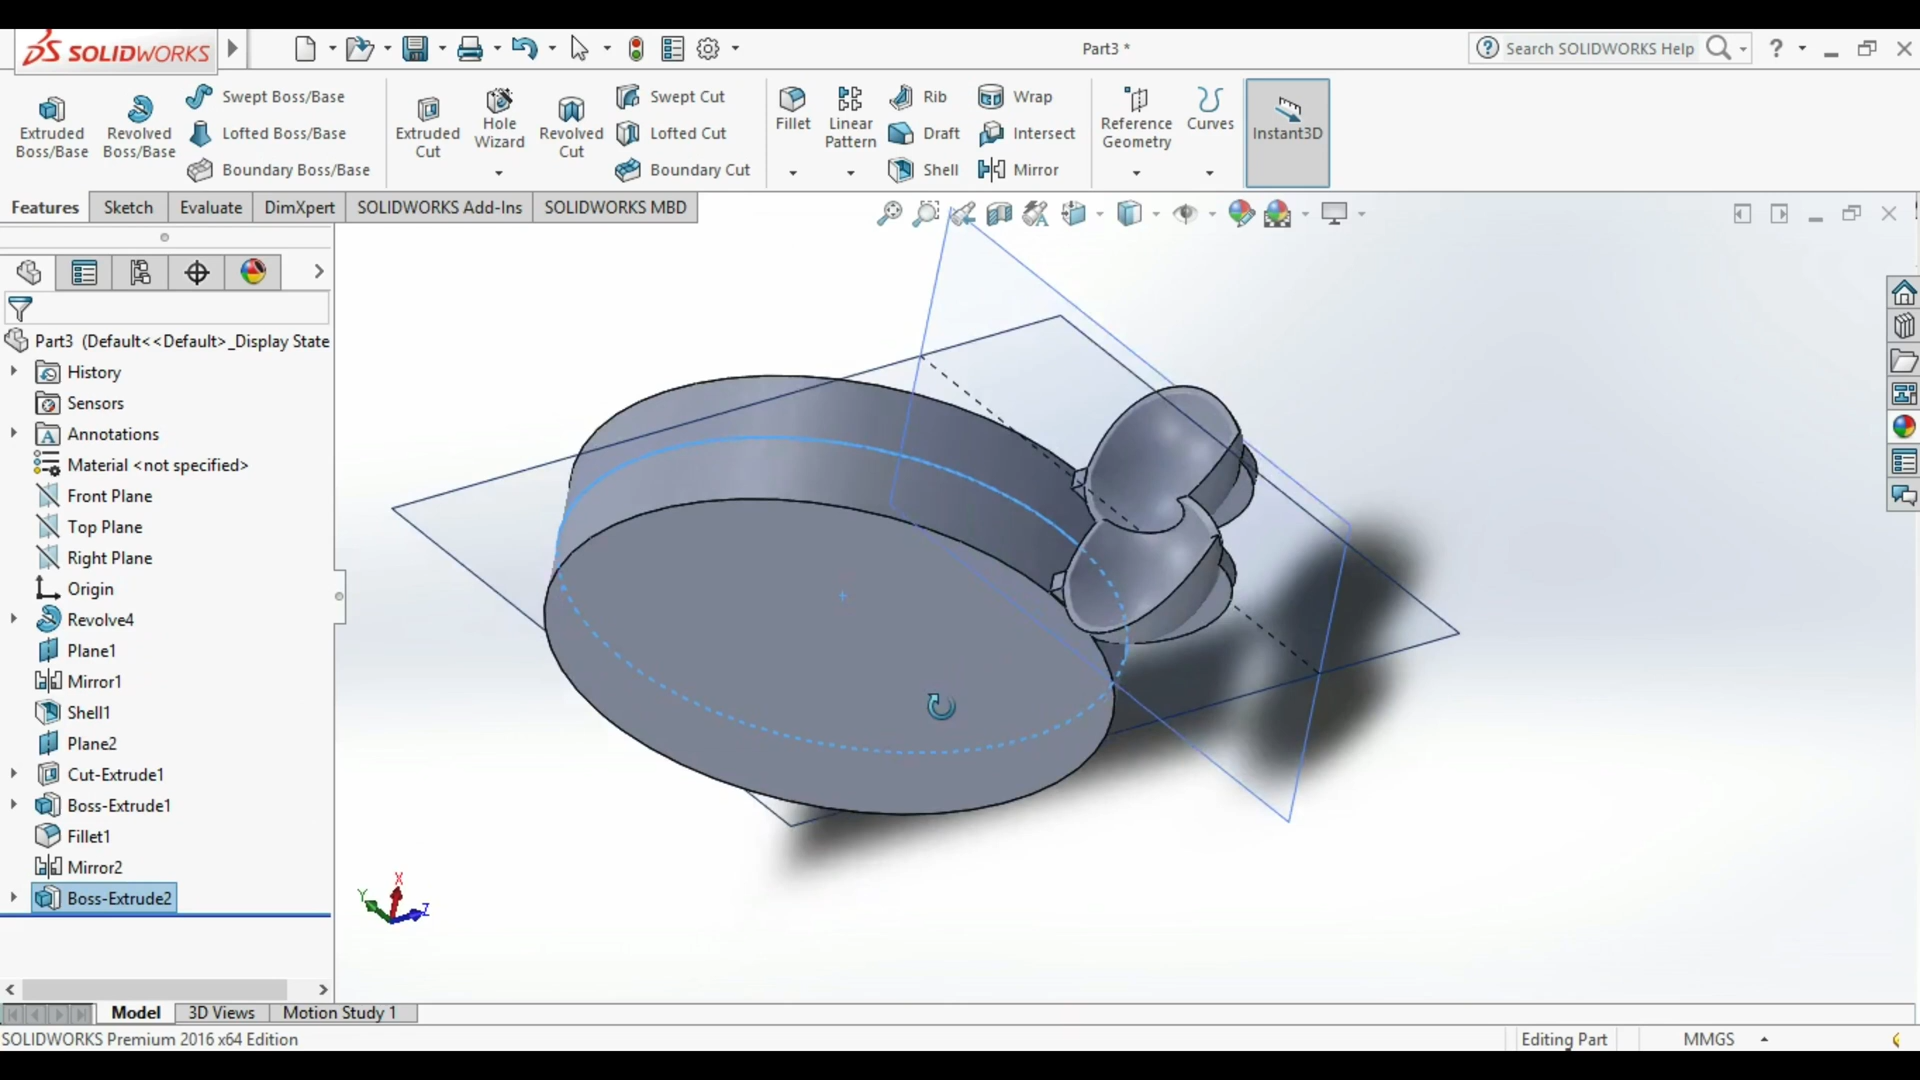 SOLIDWORKS
Part3 *
Search SOLIDWORKS Help
?
Extruded Boss/Base
Revolved Boss/Base
Swept Boss/Base
Lofted Boss/Base
Boundary Boss/Base
Extruded Cut
Hole Wizard
Revolved Cut
Swept Cut
Lofted Cut
Boundary Cut
Fillet
Linear Pattern
Rib
Draft
Shell
Wrap
Intersect
Mirror
Reference Geometry
Curves
Instant3D
Features
Sketch
Evaluate
DimXpert
SOLIDWORKS Add-Ins
SOLIDWORKS MBD
Part3 (Default<<Default>_Display State
History
Sensors
Annotations
Material <not specified>
Front Plane
Top Plane
Right Plane
Origin
Revolve4
Plane1
Mirror1
Shell1
Plane2
Cut-Extrude1
Boss-Extrude1
Fillet1
Mirror2
Boss-Extrude2
X
Y
Z
Model
3D Views
Motion Study 1
SOLIDWORKS Premium 2016 x64 Edition
Editing Part
MMGS